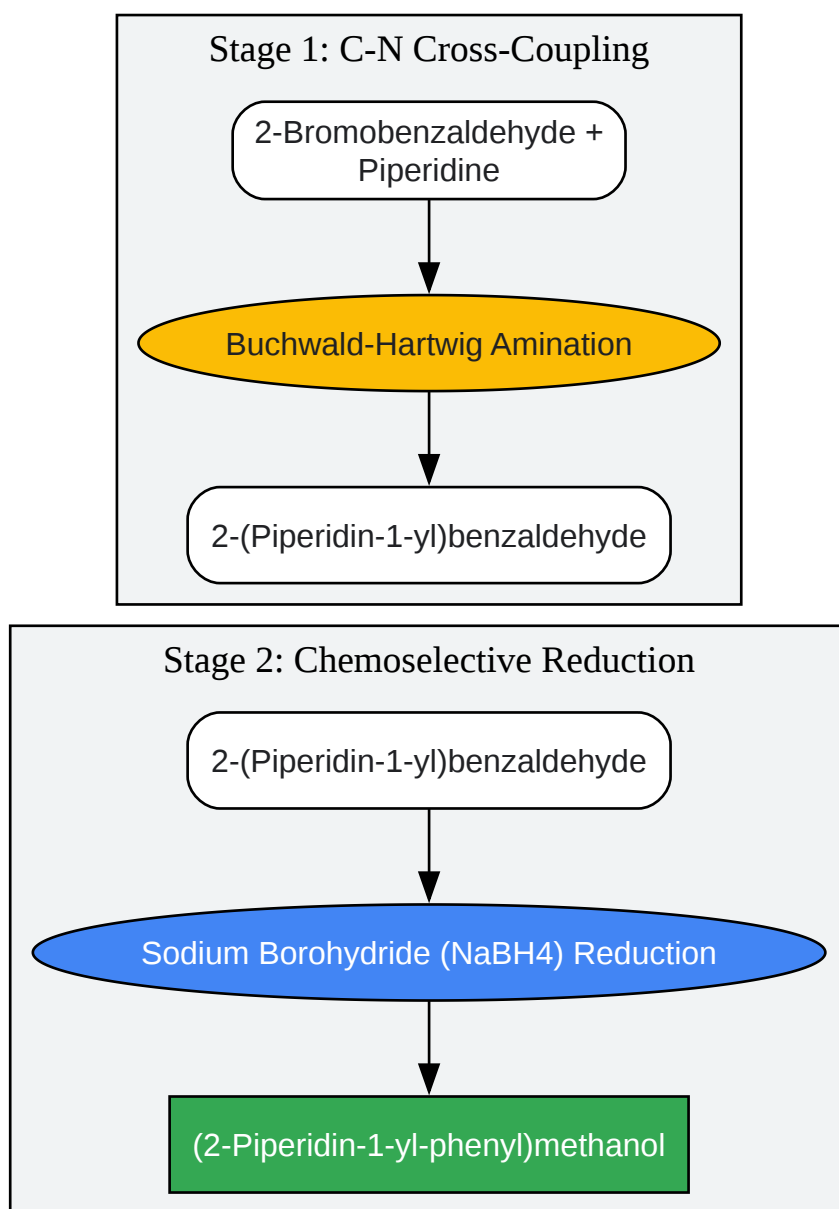 Stage 1: C-N Cross-Coupling
2-Bromobenzaldehyde +
Piperidine
Buchwald-Hartwig Amination
2-(Piperidin-1-yl)benzaldehyde
Stage 2: Chemoselective Reduction
2-(Piperidin-1-yl)benzaldehyde
Sodium Borohydride (NaBH4) Reduction
(2-Piperidin-1-yl-phenyl)methanol